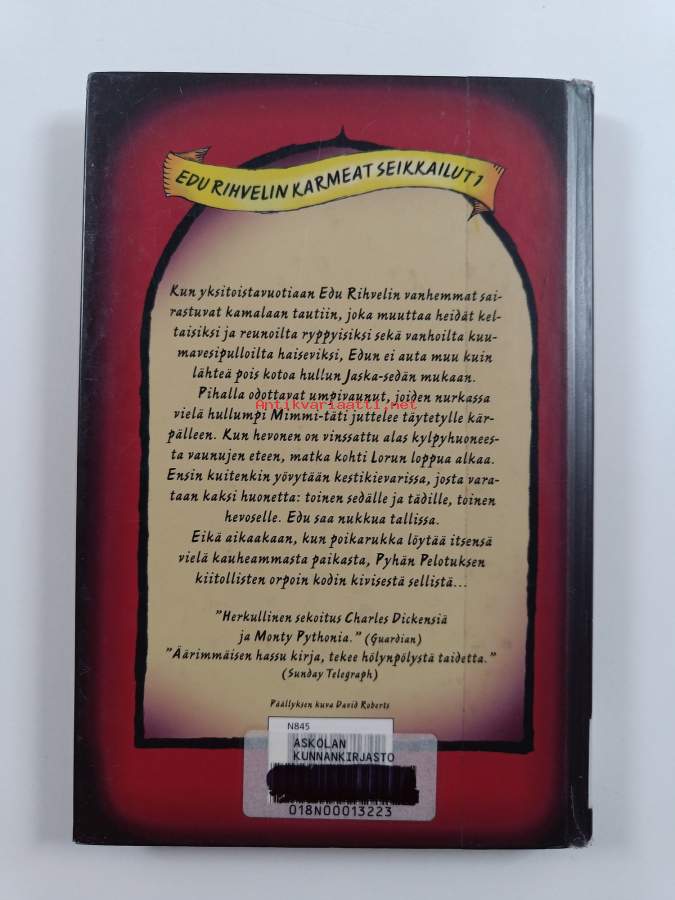 EDU RIHVELIN KARMEAT SEIKKAILUT 1
Kun yksitoistavuotiaan Edu Rihvelin vanhemmat sai-
rastuvat kamalaan tautiin, joka muuttaa heidät kel-
taisiksi ja reunoilta ryppyisiksi sekä vanhoilta kuu-
mavesipulloilta haiseviksi, Edun ei auta muu kuin
lähteä pois kotoa hullun Jaska-sedän mukaan.
Pihalla odottavat umpivaunut, joiden nurkassa
Antikvariaatti.net
vielä hullumpi Mimmi-täti juttelee täytetylle kär-
pälleen. Kun hevonen on vinssattu alas kylpyhuonees-
ta vaunujen eteen, matka kohti Lorun loppua alkaa.
Ensin kuitenkin yövytään kestikievarissa, josta vara-
taan kaksi huonetta: toinen sedälle ja tädille, toinen
hevoselle. Edu saa nukkua tallissa.
Eikä aikaakaan, kun poikarukka löytää itsensä
vielä kauheammasta paikasta, Pyhän Pelotuksen
kiitollisten orpoin kodin kivisestä sellistä...
"Herkullinen sekoitus Charles Dickensiä
ja Monty Pythonia." (Guardian)
"Äärimmäisen hassu kirja, tekee hölynpölystä taidetta."
(Sunday Telegraph)
Päällyksen kuva David Roberts
N845
ASKOLAN
KUNNANKIRJASTO
018N00013223